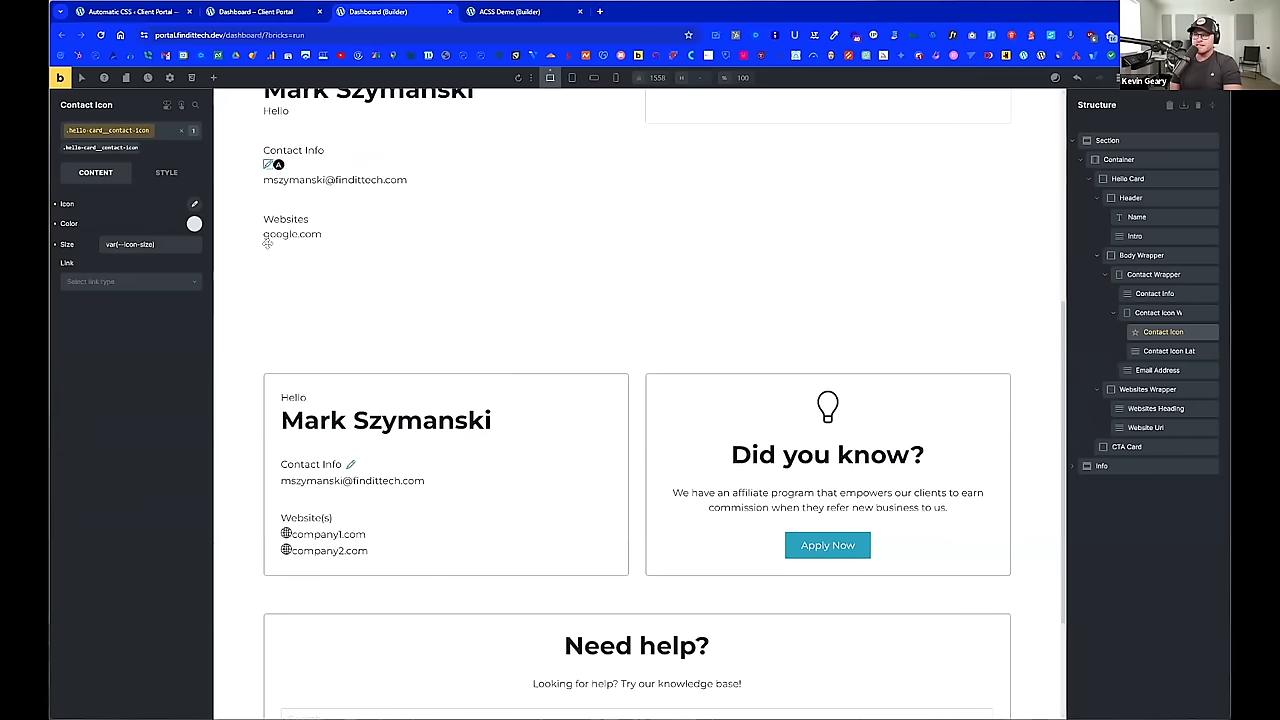 Automatic CSS ‹ Client Portal —
Dashboard – Client Portal
Dashboard (Builder)
ACSS Demo (Builder)
portal.findittech.dev/dashboard/?bricks=run
Kevin Geary
b
1558
H
-
%
100
Contact Icon
.hello-card__contact-icon
1
.hello-card__contact-icon
CONTENT
STYLE
Icon
Color
Size
var(--icon-size)
Link
Select link type
Mark Szymanski
Hello
Contact Info
A
mszymanski@findittech.com
Websites
google.com
Hello
Mark Szymanski
Contact Info
mszymanski@findittech.com
Website(s)
company1.com
company2.com
Did you know?
We have an affiliate program that empowers our clients to earn
commission when they refer new business to us.
Apply Now
Need help?
Looking for help? Try our knowledge base!
Structure
Section
Container
Hello Card
Header
Name
Intro
Body Wrapper
Contact Wrapper
Contact Info
Contact Icon W
Contact Icon
Contact Icon Lat
Email Address
Websites Wrapper
Websites Heading
Website Url
CTA Card
Info